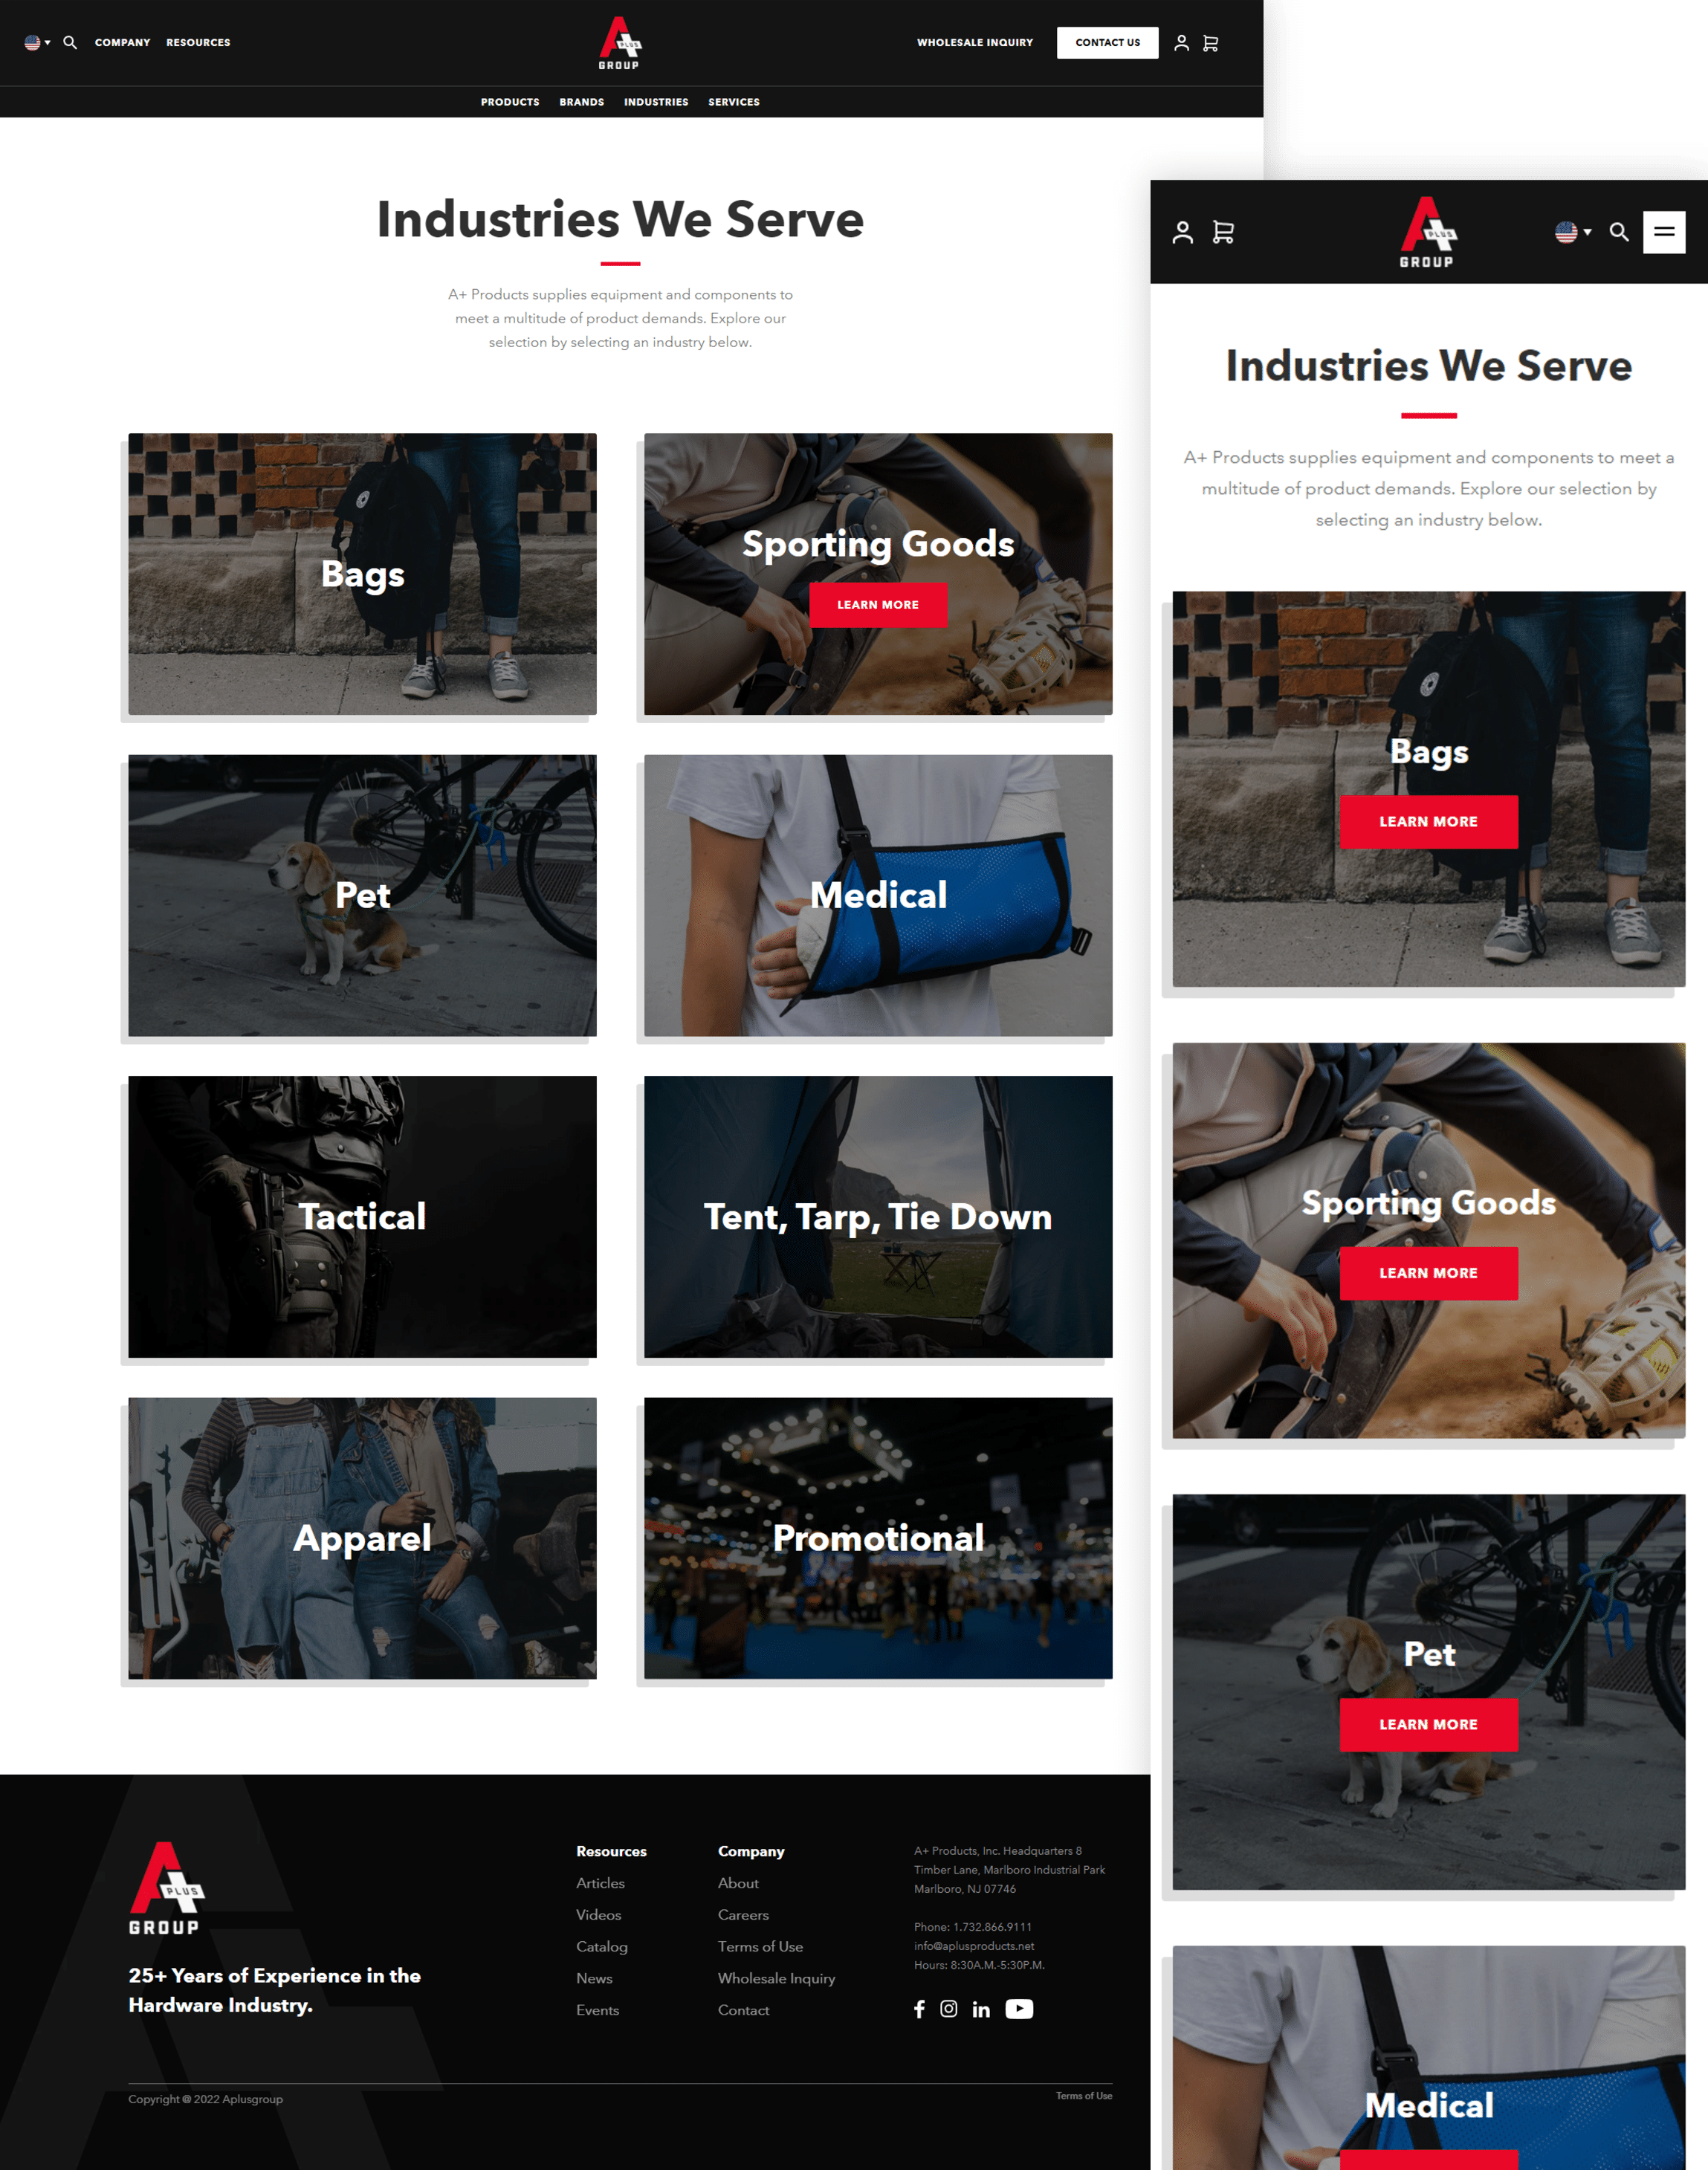 COMPANY RESOURCES
A PLUS
GROUP
WHOLESALE INQUIRY CONTACT US
PRODUCTS BRANDS INDUSTRIES SERVICES
Industries We Serve
A+ Products supplies equipment and components to
meet a multitude of product demands. Explore our
selection by selecting an industry below.
Bags
Sporting Goods
LEARN MORE
Pet
Medical
Tactical
Tent, Tarp, Tie Down
Apparel
Promotional
A PLUS
GROUP
25+ Years of Experience in the
Hardware Industry.
Resources
Articles
Videos
Catalog
News
Events
Company
About
Careers
Terms of Use
Wholesale Inquiry
Contact
A+ Products, Inc. Headquarters 8
Timber Lane, Marlboro Industrial Park
Marlboro, NJ 07746
Phone: 1.732.866.9111
info@aplusproducts.net
Hours: 8:30A.M.-5:30P.M.
Copyright @ 2022 Aplusgroup
Terms of Use
A PLUS
GROUP
Industries We Serve
A+ Products supplies equipment and components to meet a
multitude of product demands. Explore our selection by
selecting an industry below.
Bags
LEARN MORE
Sporting Goods
LEARN MORE
Pet
LEARN MORE
Medical